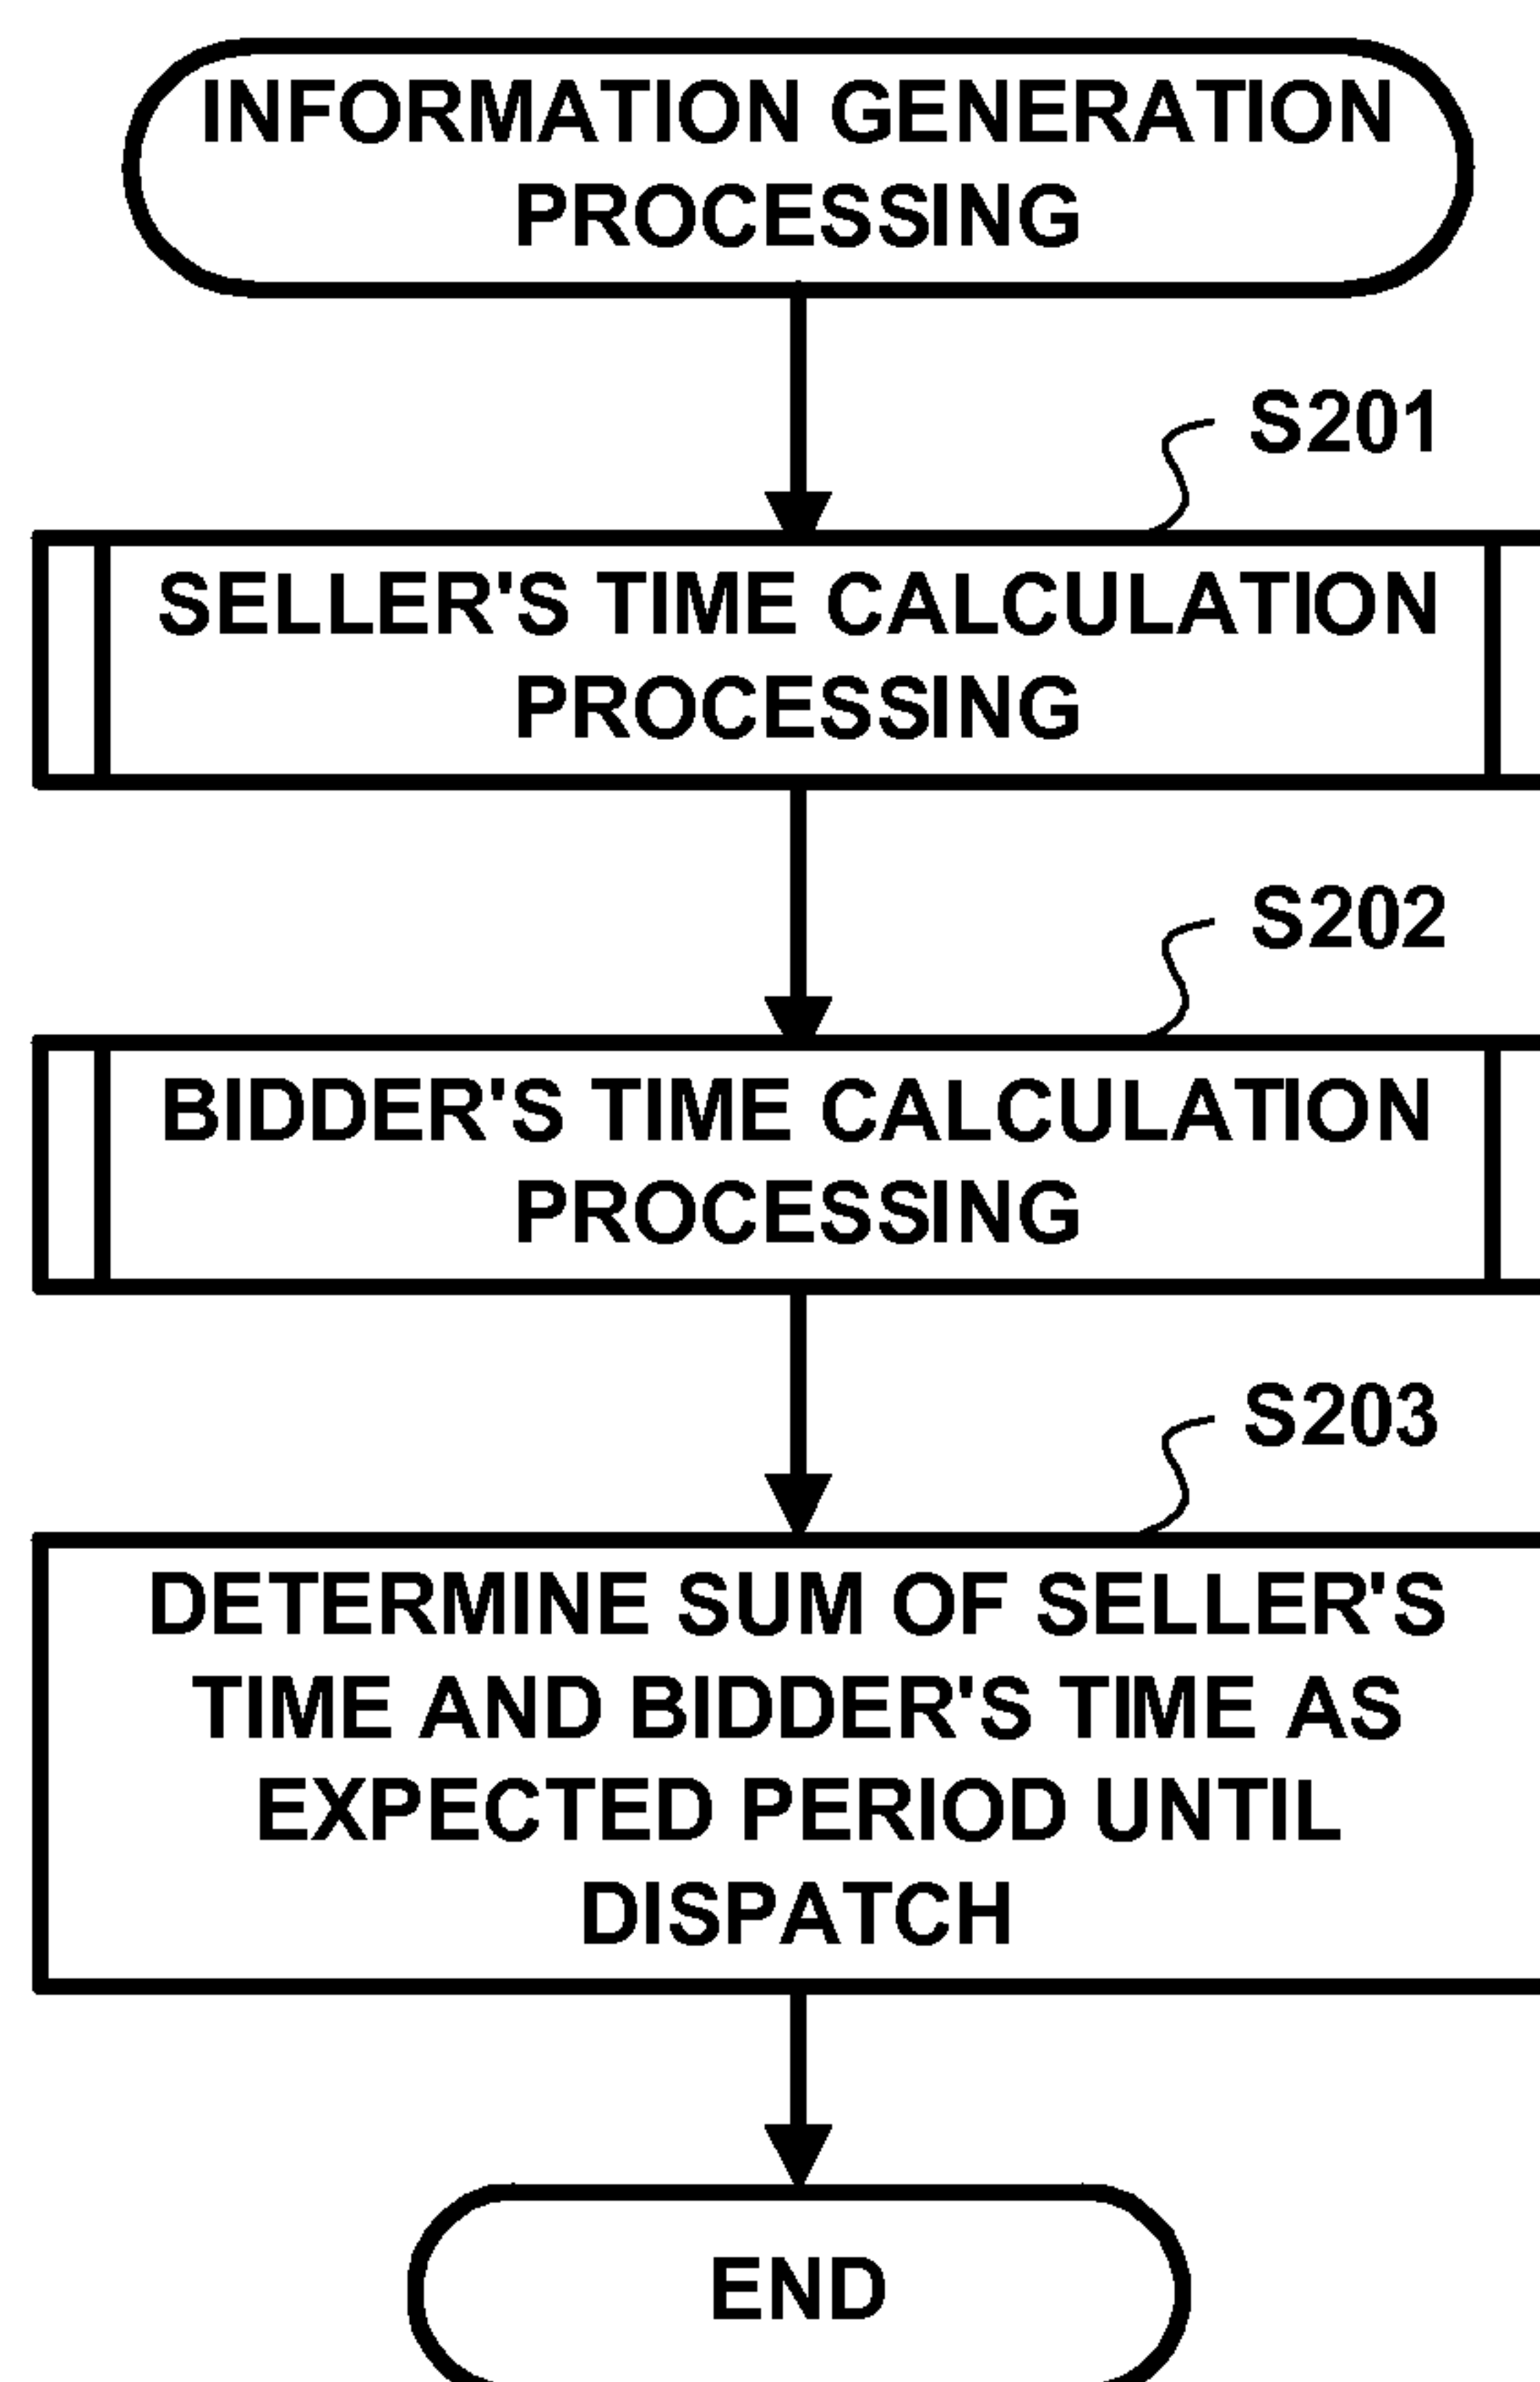 INFORMATION GENERATION
PROCESSING
S201
SELLER'S TIME CALCULATION
PROCESSING
S202
BIDDER'S TIME CALCULATION
PROCESSING
S203
DETERMINE SUM OF SELLER'S
TIME AND BIDDER'S TIME AS
EXPECTED PERIOD UNTIL
DISPATCH
END